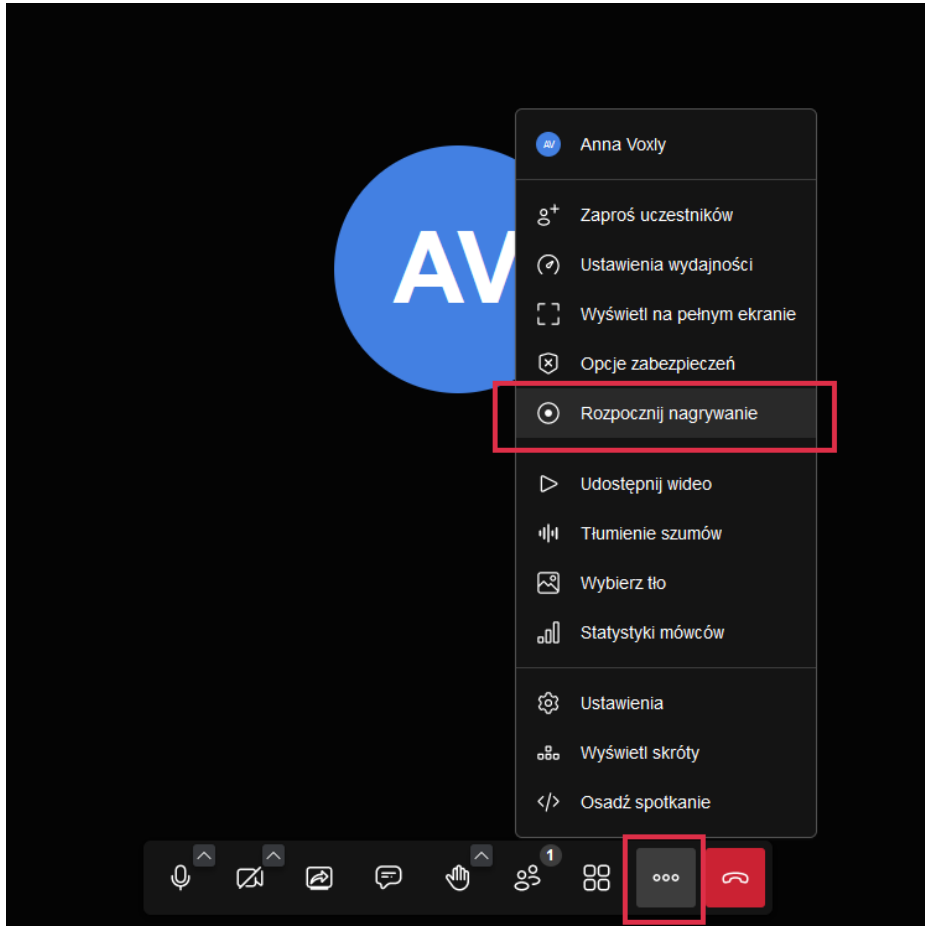 AV
AV Anna Voxly
Zaproś uczestników
Ustawienia wydajności
Wyświetl na pełnym ekranie
Opcje zabezpieczeń
Rozpocznij nagrywanie
Udostępnij wideo
Tłumienie szumów
Wybierz tło
Statystyki mówców
Ustawienia
Wyświetl skróty
Osadź spotkanie
1